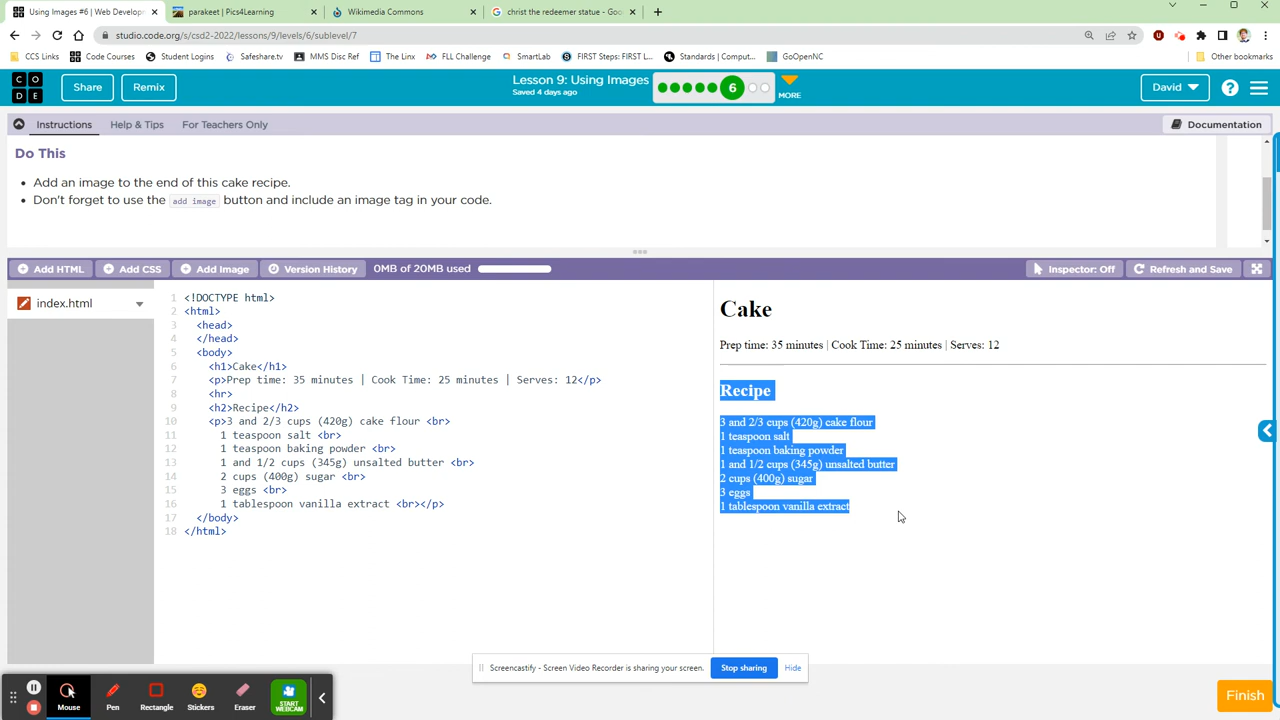 Using Images #6 | Web Develop
parakeet | Pics4Learning
Wikimedia Commons
christ the redeemer statue - Goo
studio.code.org/s/csd2-2022/lessons/9/levels/6/sublevel/7
CCS Links
Student Logins
Safeshare.tv
MMS Disc Ref
The Linx
FLL Challenge
SmartLab
FIRST Steps: FIRST L...
Standards | Comput...
GoOpenNC
Other bookmarks
C O D E
Share
Remix
Lesson 9: Using Images
Saved 4 days ago
6
MORE
David
?
Instructions
Help & Tips
For Teachers Only
Documentation
Do This
• Add an image to the end of this cake recipe.
• Don't forget to use the add image button and include an image tag in your code.
Add HTML
Add CSS
Add Image
Version History
0MB of 20MB used
Inspector: Off
Refresh and Save
index.html
1 <!DOCTYPE html>
2 <html>
3 <head>
4 </head>
5 <body>
6 <h1>Cake</h1>
7 <p>Prep time: 35 minutes | Cook Time: 25 minutes | Serves: 12</p>
8 <hr>
9 <h2>Recipe</h2>
10 <p>3 and 2/3 cups (420g) cake flour <br>
11 1 teaspoon salt <br>
12 1 teaspoon baking powder <br>
13 1 and 1/2 cups (345g) unsalted butter <br>
14 2 cups (400g) sugar <br>
15 3 eggs <br>
16 1 tablespoon vanilla extract <br></p>
17 </body>
18 </html>
Cake
Prep time: 35 minutes | Cook Time: 25 minutes | Serves: 12
Recipe
3 and 2/3 cups (420g) cake flour
1 teaspoon salt
1 teaspoon baking powder
1 and 1/2 cups (345g) unsalted butter
2 cups (400g) sugar
3 eggs
1 tablespoon vanilla extract
Screencastify - Screen Video Recorder is sharing your screen.
Stop sharing
Hide
Mouse
Pen
Rectangle
Stickers
Eraser
START WEBCAM
Finish